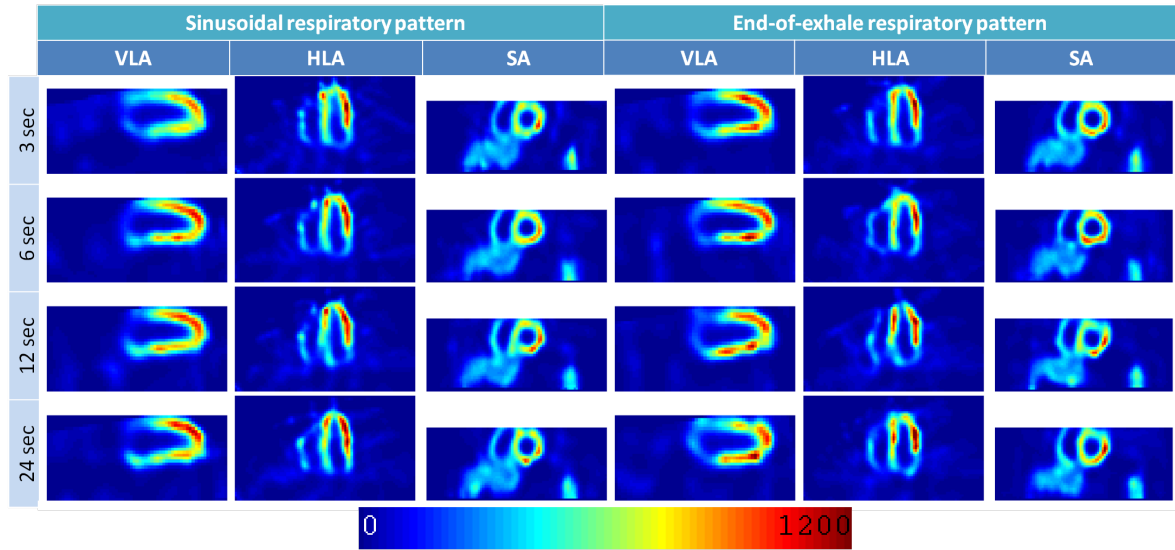 Sinusoidal respiratory pattern End-of-exhale respiratory pattern
VLA HLA SA VLA HLA SA
3 sec
6 sec
12 sec
24 sec
0 1200